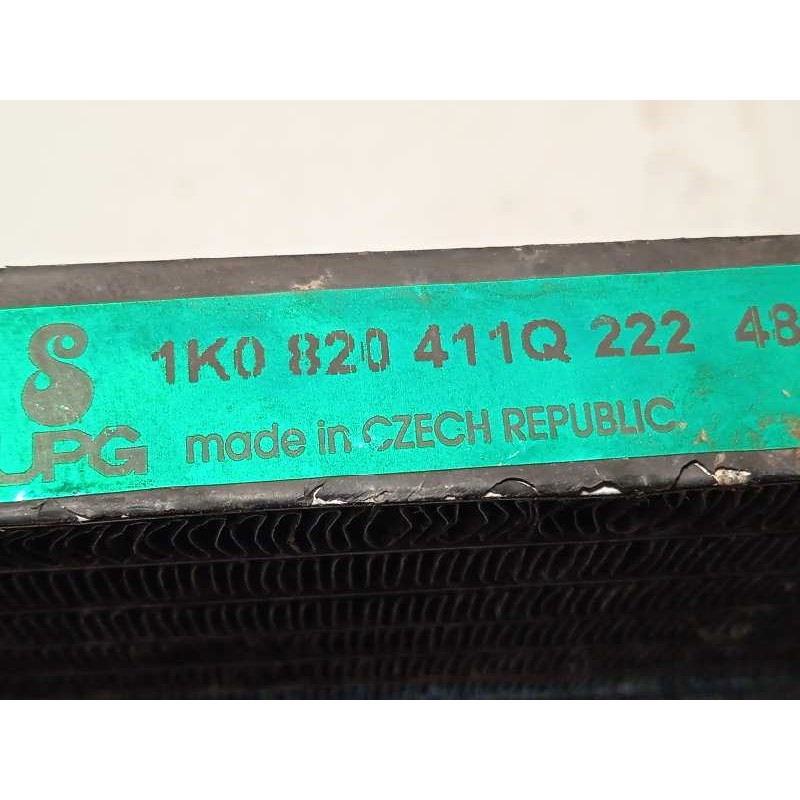 1K0 820 411Q 222 48
UPG made in CZECH REPUBLIC